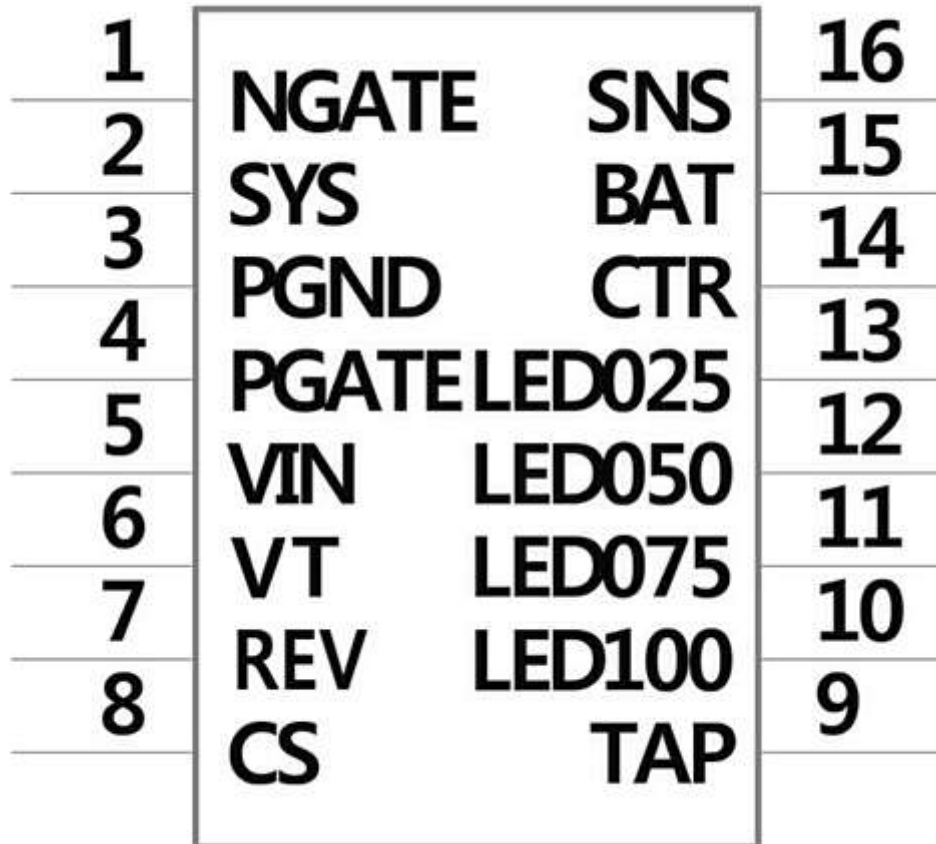 1 NGATE SNS 16
2 SYS BAT 15
3 PGND CTR 14
4 PGATE LED025 13
5 VIN LED050 12
6 VT LED075 11
7 REV LED100 10
8 CS TAP 9